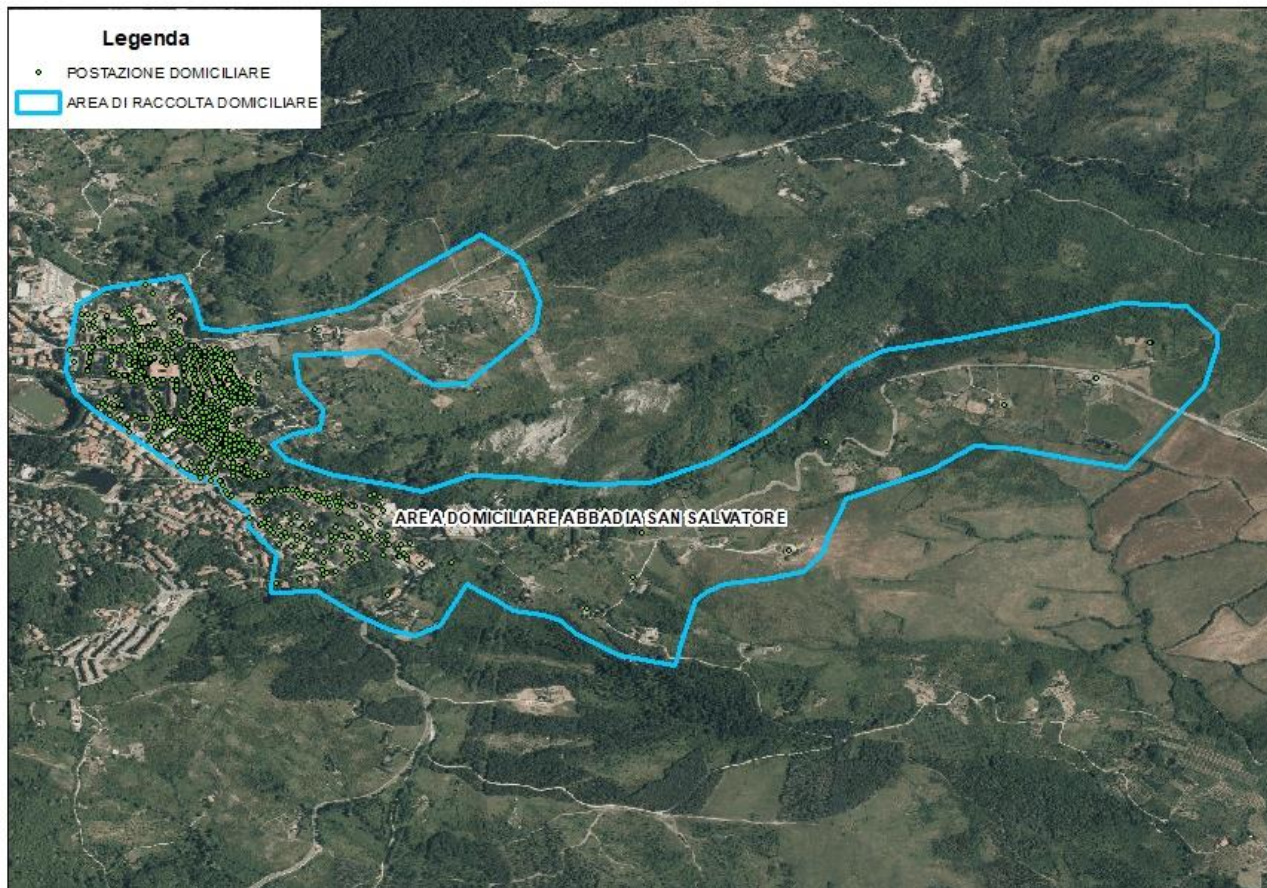 Legenda
POSTAZIONE DOMICILIARE
AREA DI RACCOLTA DOMICILIARE
AREA DOMICILIARE ABBADIA SAN SALVATORE